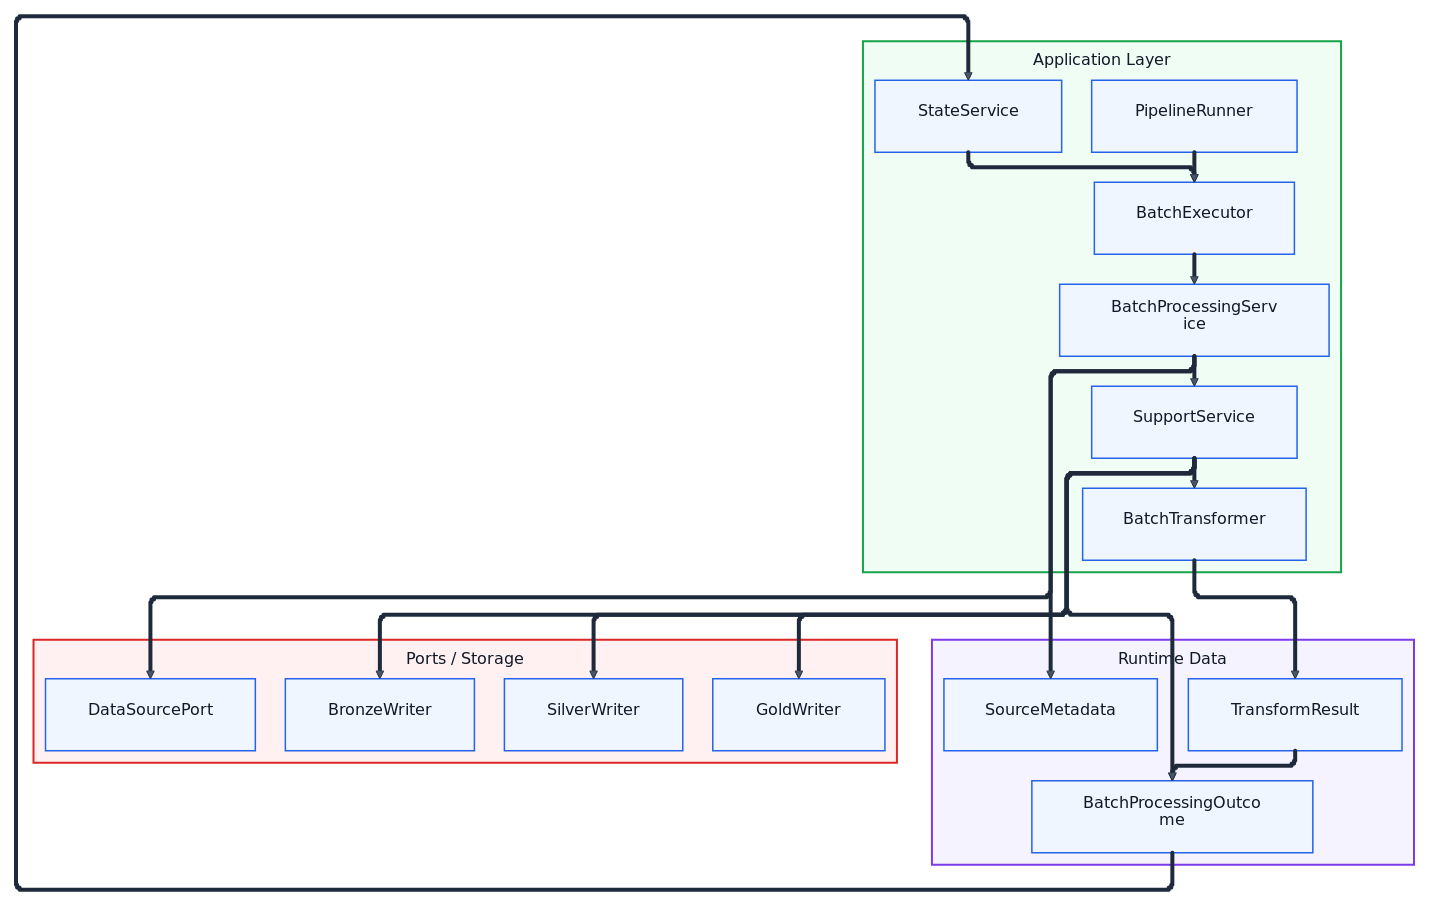 Application Layer
StateService
PipelineRunner
BatchExecutor
BatchProcessingServ
ice
SupportService
BatchTransformer
Ports / Storage
DataSourcePort
BronzeWriter
SilverWriter
GoldWriter
Runtime Data
SourceMetadata
TransformResult
BatchProcessingOutco
me